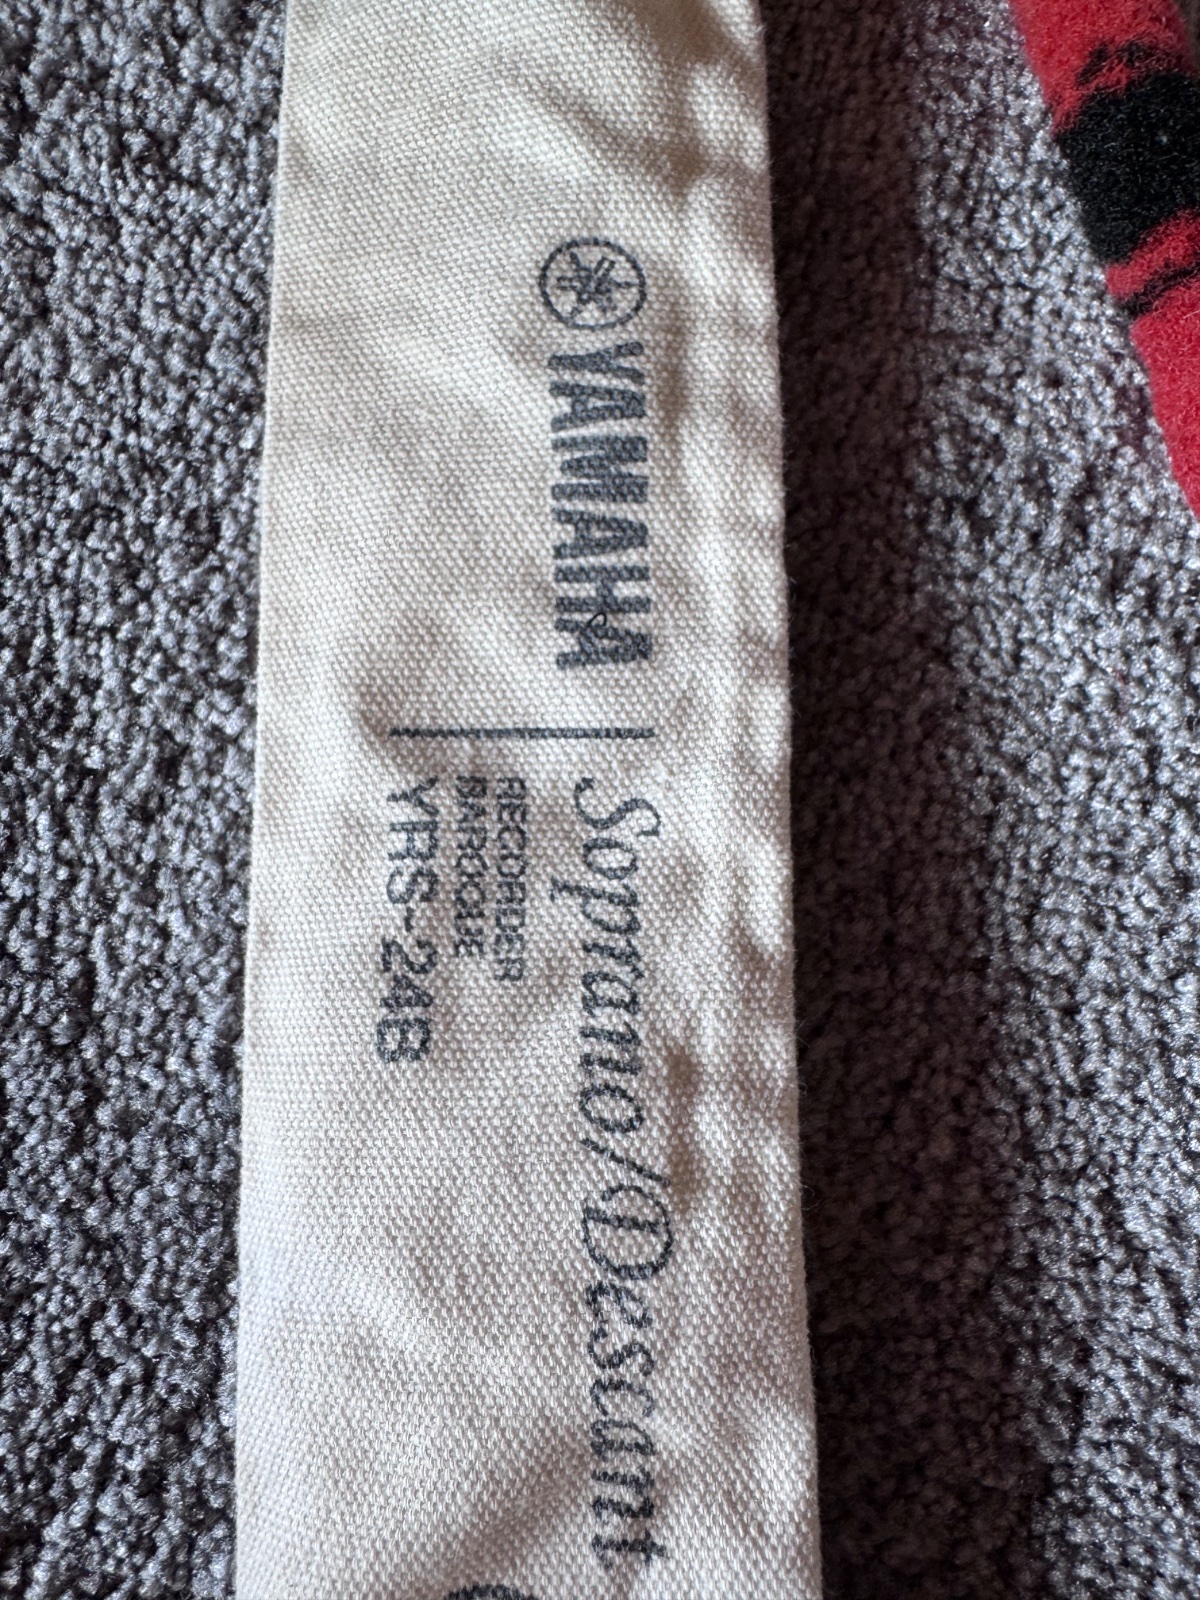 YAMAHA
Soprano/Descant
RECORDER
BAROQUE
YRS-24B